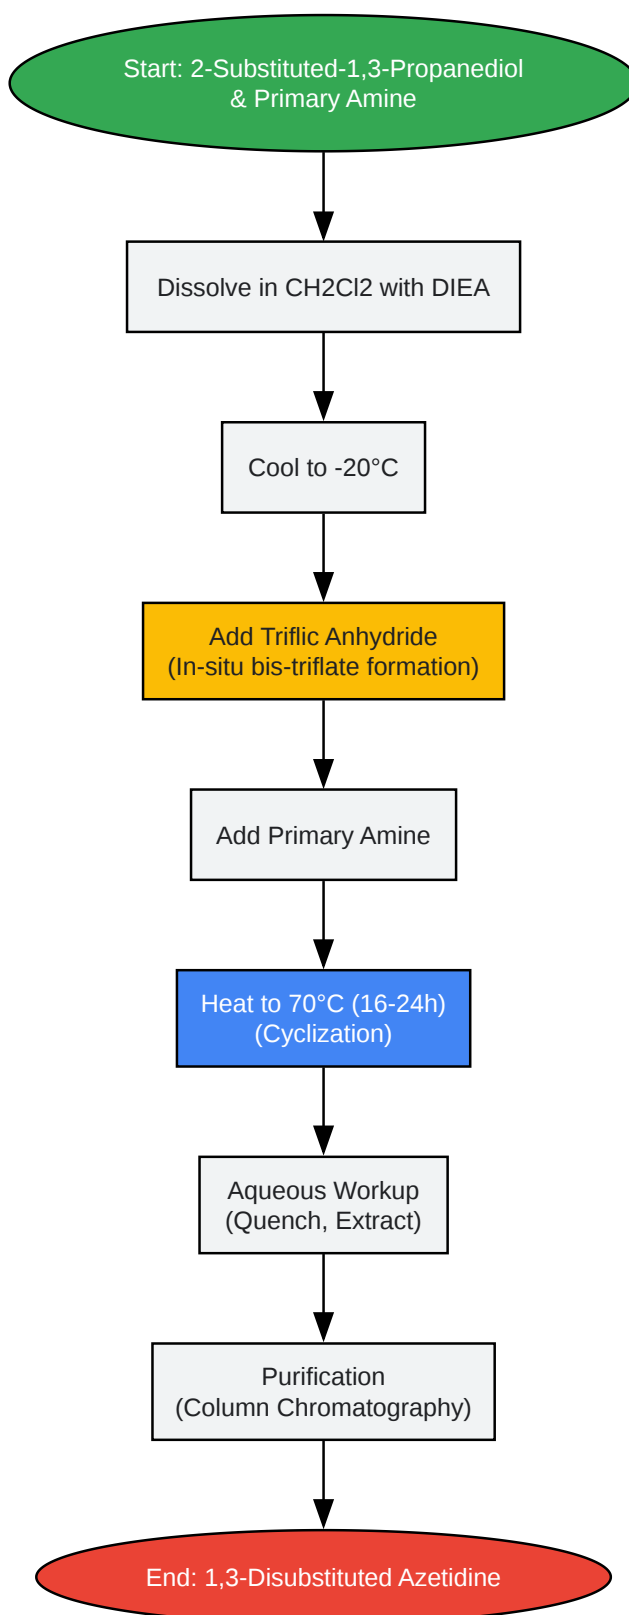 Start: 2-Substituted-1,3-Propanediol
& Primary Amine
Dissolve in CH2Cl2 with DIEA
Cool to -20°C
Add Triflic Anhydride
(In-situ bis-triflate formation)
Add Primary Amine
Heat to 70°C (16-24h)
(Cyclization)
Aqueous Workup
(Quench, Extract)
Purification
(Column Chromatography)
End: 1,3-Disubstituted Azetidine